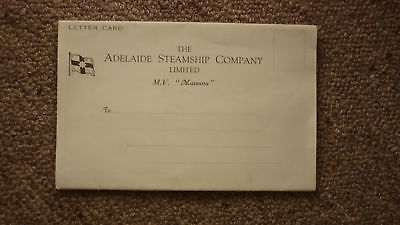 LETTER CARD
THE
ADELAIDE STEAMSHIP COMPANY
LIMITED
M.V. "Manoora"
To